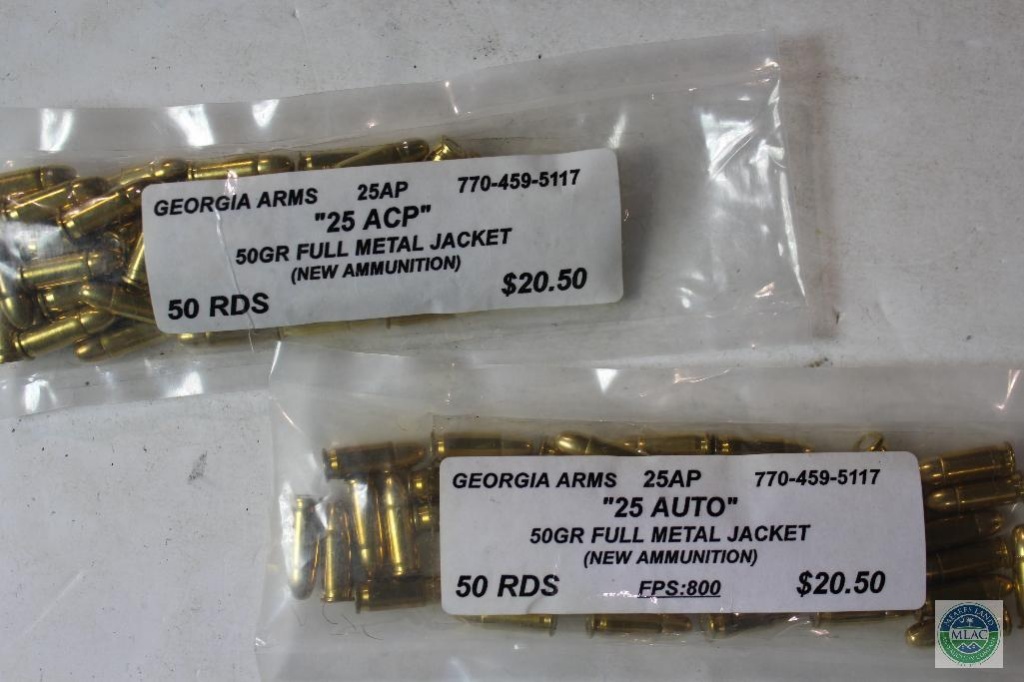 GEORGIA ARMS 25AP 770-459-5117
"25 ACP"
50GR FULL METAL JACKET
(NEW AMMUNITION)
50 RDS $20.50
GEORGIA ARMS 25AP 770-459-5117
"25 AUTO"
50GR FULL METAL JACKET
(NEW AMMUNITION)
50 RDS FPS:800 $20.50
MEARES LAND
MLAC